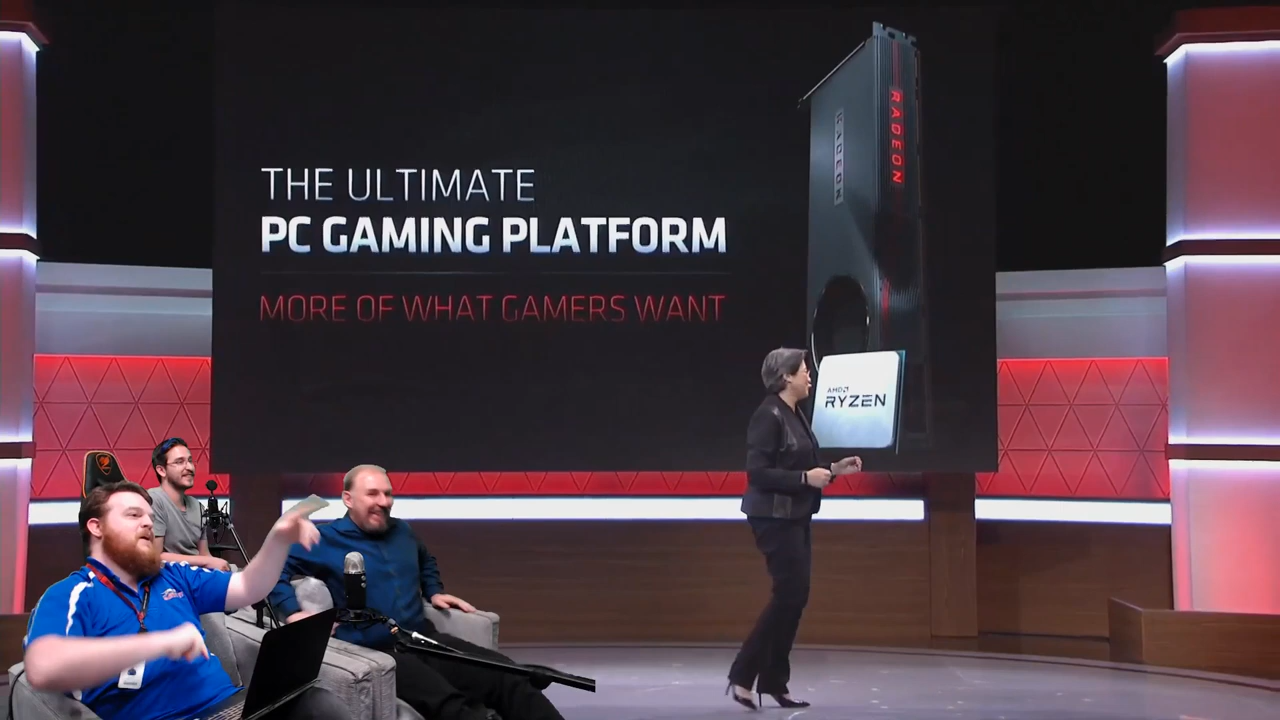 THE ULTIMATE
PC GAMING PLATFORM
MORE OF WHAT GAMERS WANT
RADEON
RADEON
AMD
RYZEN